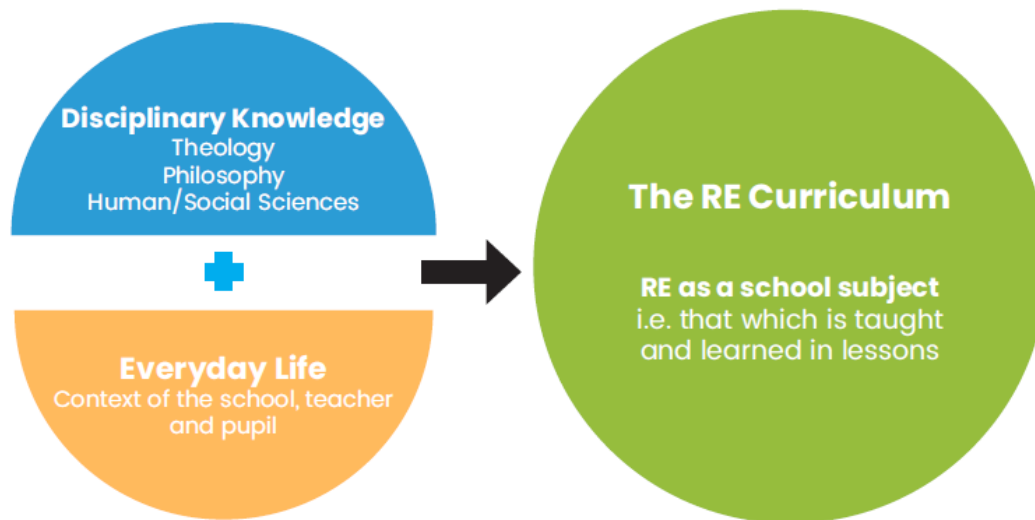 Disciplinary Knowledge
Theology
Philosophy
Human/Social Sciences
Everyday Life
Context of the school, teacher
and pupil
The RE Curriculum
RE as a school subject
i.e. that which is taught
and learned in lessons